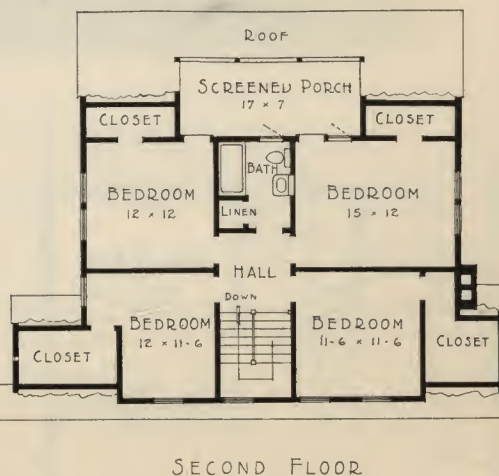 ROOF
SCREENED PORCH
17 × 7
CLOSET
CLOSET
BATH
BEDROOM
12 × 12
BEDROOM
15 × 12
LINEN
HALL
DOWN
BEDROOM
12 × 11-6
BEDROOM
11-6 × 11-6
CLOSET
CLOSET
SECOND FLOOR